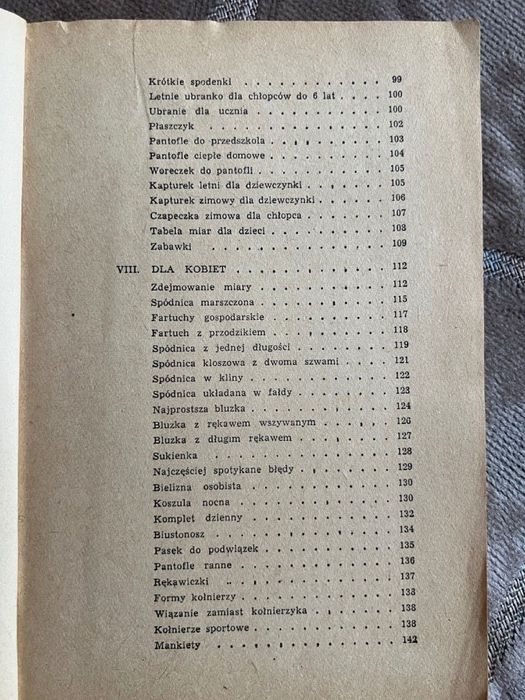 Krótkie spodenki . . . . . . . . . . . . 99
Letnie ubranko dla chłopców do 6 lat . . . . 100
Ubranie dla ucznia . . . . . . . . . . . 100
Płaszczyk . . . . . . . . . . . . . . . 102
Pantofle do przedszkola . . . . . . . . . 103
Pantofle ciepłe domowe . . . . . . . . . 104
Woreczek do pantofli . . . . . . . . . . 105
Kapturek letni dla dziewczynki . . . . . . 105
Kapturek zimowy dla dziewczynki . . . . . 106
Czapeczka zimowa dla chłopca . . . . . . 107
Tabela miar dla dzieci . . . . . . . . . 108
Zabawki . . . . . . . . . . . . . . 109
VIII. DLA KOBIET . . . . . . . . . . . . 112
Zdejmowanie miary . . . . . . . . . . 112
Spódnica marszczona . . . . . . . . . . 115
Fartuchy gospodarskie . . . . . . . . . 117
Fartuch z przodzikiem . . . . . . . . . 118
Spódnica z jednej długości . . . . . . . 119
Spódnica kloszowa z dwoma szwami . . . . 121
Spódnica w kliny . . . . . . . . . . . 122
Spódnica układana w fałdy . . . . . . . 123
Najprostsza bluzka . . . . . . . . . . 124
Bluzka z rękawem wszywanym . . . . . . 126
Bluzka z długim rękawem . . . . . . . 127
Sukienka . . . . . . . . . . . . . 128
Najczęściej spotykane błędy . . . . . . . 129
Bielizna osobista . . . . . . . . . . . 130
Koszula nocna . . . . . . . . . . . . 130
Komplet dzienny . . . . . . . . . . . 132
Biustonosz . . . . . . . . . . . . . 134
Pasek do podwiązek . . . . . . . . . . 135
Pantofle ranne . . . . . . . . . . . . 136
Rękawiczki . . . . . . . . . . . . . 137
Formy kołnierzy . . . . . . . . . . . 138
Wiązanie zamiast kołnierzyka . . . . . . 138
Kołnierze sportowe . . . . . . . . . . 138
Mankiety . . . . . . . . . . . . . 142